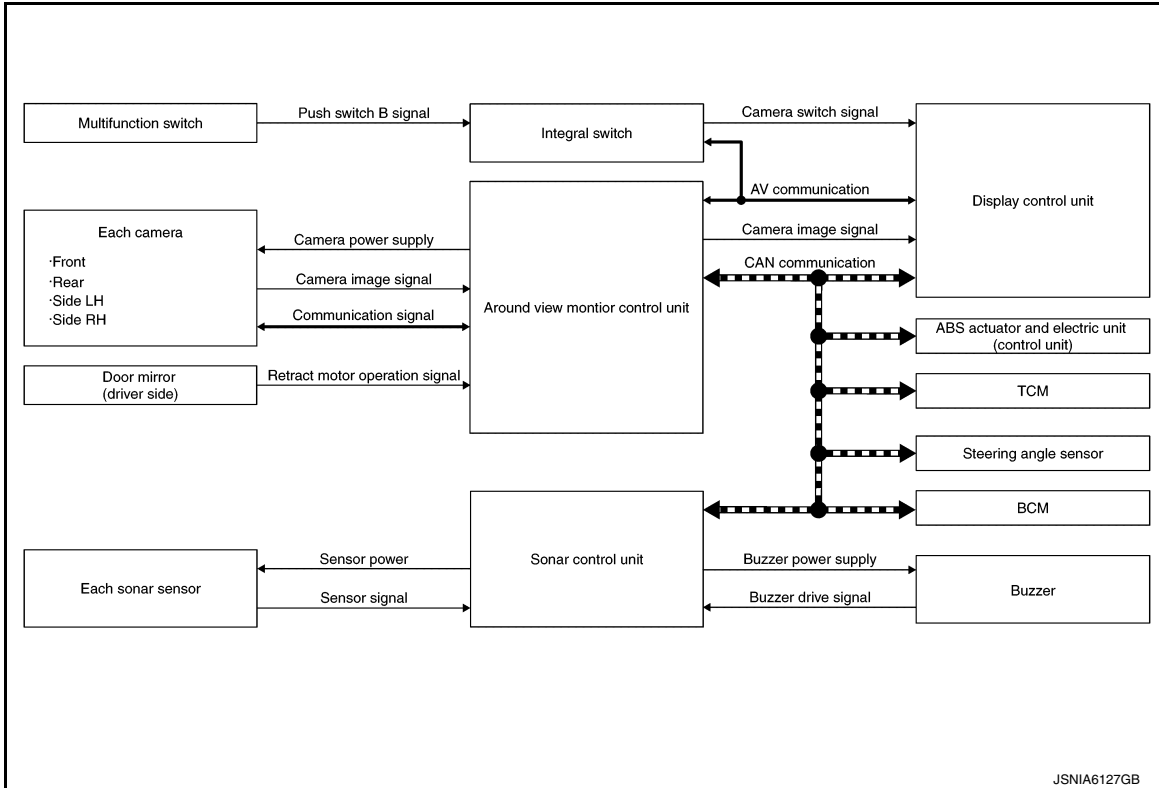 Multifunction switch
Push switch B signal
Integral switch
Camera switch signal
AV communication
Display control unit
Each camera
·Front
·Rear
·Side LH
·Side RH
Camera power supply
Camera image signal
Communication signal
Around view montior control unit
Camera image signal
CAN communication
Door mirror
(driver side)
Retract motor operation signal
ABS actuator and electric unit
(control unit)
TCM
Steering angle sensor
BCM
Each sonar sensor
Sensor power
Sensor signal
Sonar control unit
Buzzer power supply
Buzzer drive signal
Buzzer
JSNIA6127GB